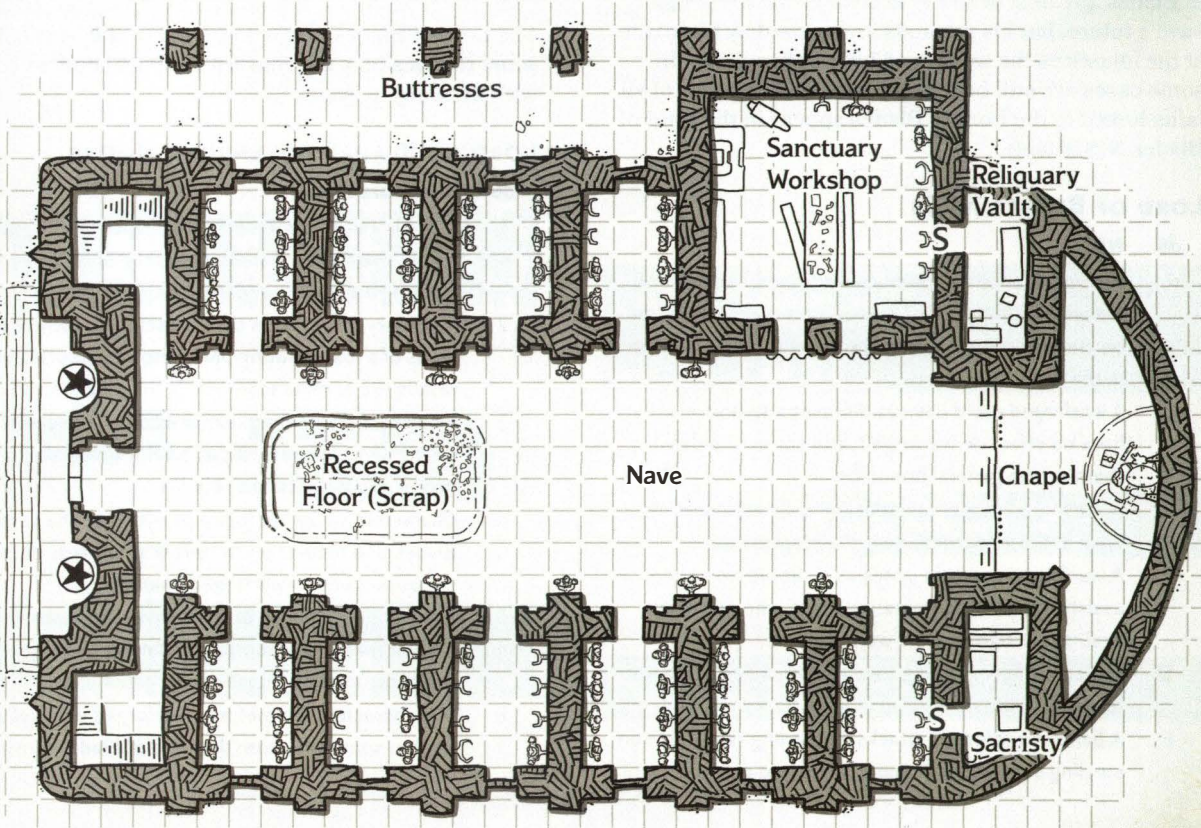 Buttresses
Sanctuary
Workshop
Reliquary
Vault
S
Recessed
Floor (Scrap)
Nave
Chapel
S
Sacristy